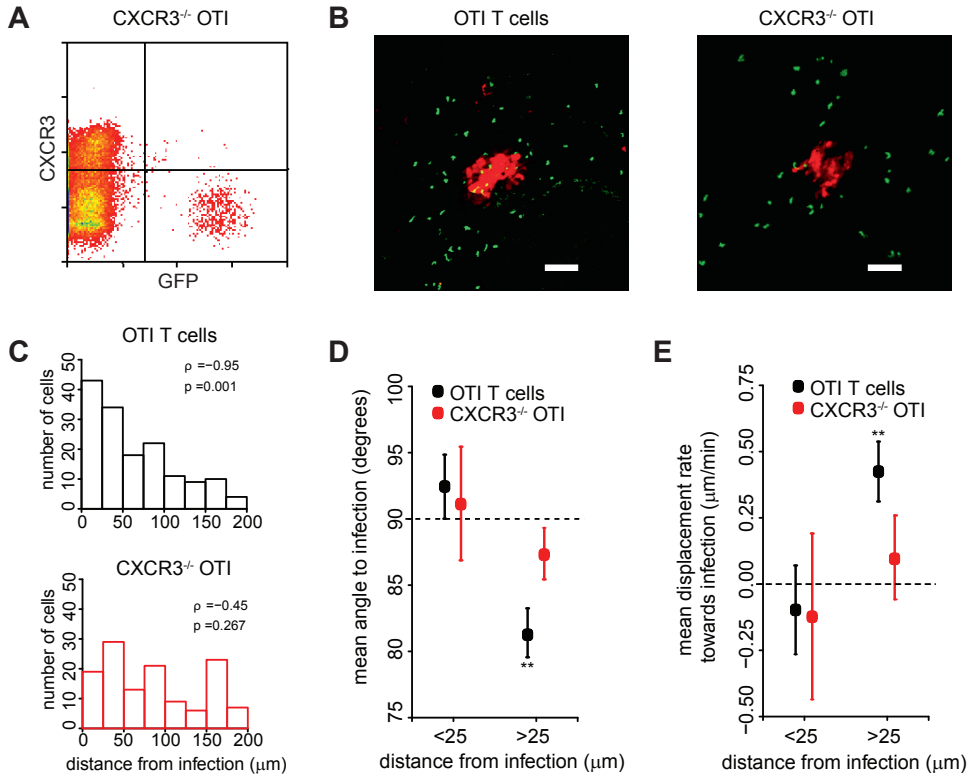 A
CXCR3-/- OTI
CXCR3
GFP
B
OTI T cells
CXCR3-/- OTI
C
OTI T cells
ρ =−0.95
p =0.001
number of cells
0 10 20 30 40 50
0 50 100 150 200
CXCR3-/- OTI
ρ =−0.45
p =0.267
number of cells
0 10 20 30 40 50
0 50 100 150 200
distance from infection (μm)
D
OTI T cells
CXCR3-/- OTI
mean angle to infection (degrees)
75 80 85 90 95 100
**
<25 >25
distance from infection (μm)
E
OTI T cells
CXCR3-/- OTI
mean displacement rate
towards infection (μm/min)
−0.50 −0.25 0.00 0.25 0.50 0.75
**
<25 >25
distance from infection (μm)